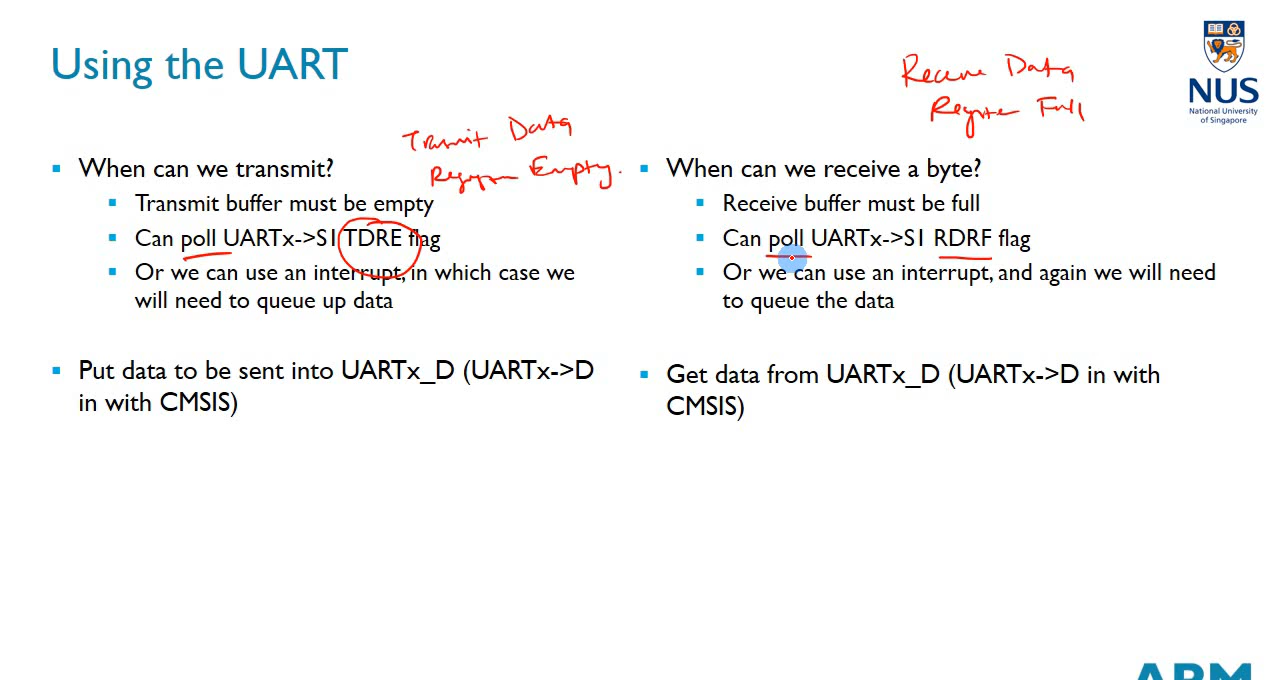 Using the UART
NUS
National University
of Singapore
Receive Data
Register Full
Transmit Data
Register Empty.
▪ When can we transmit?
▪ Transmit buffer must be empty
▪ Can poll UARTx->S1 TDRE flag
▪ Or we can use an interrupt, in which case we
will need to queue up data
▪ Put data to be sent into UARTx_D (UARTx->D
in with CMSIS)
▪ When can we receive a byte?
▪ Receive buffer must be full
▪ Can poll UARTx->S1 RDRF flag
▪ Or we can use an interrupt, and again we will need
to queue the data
▪ Get data from UARTx_D (UARTx->D in with
CMSIS)
ARM